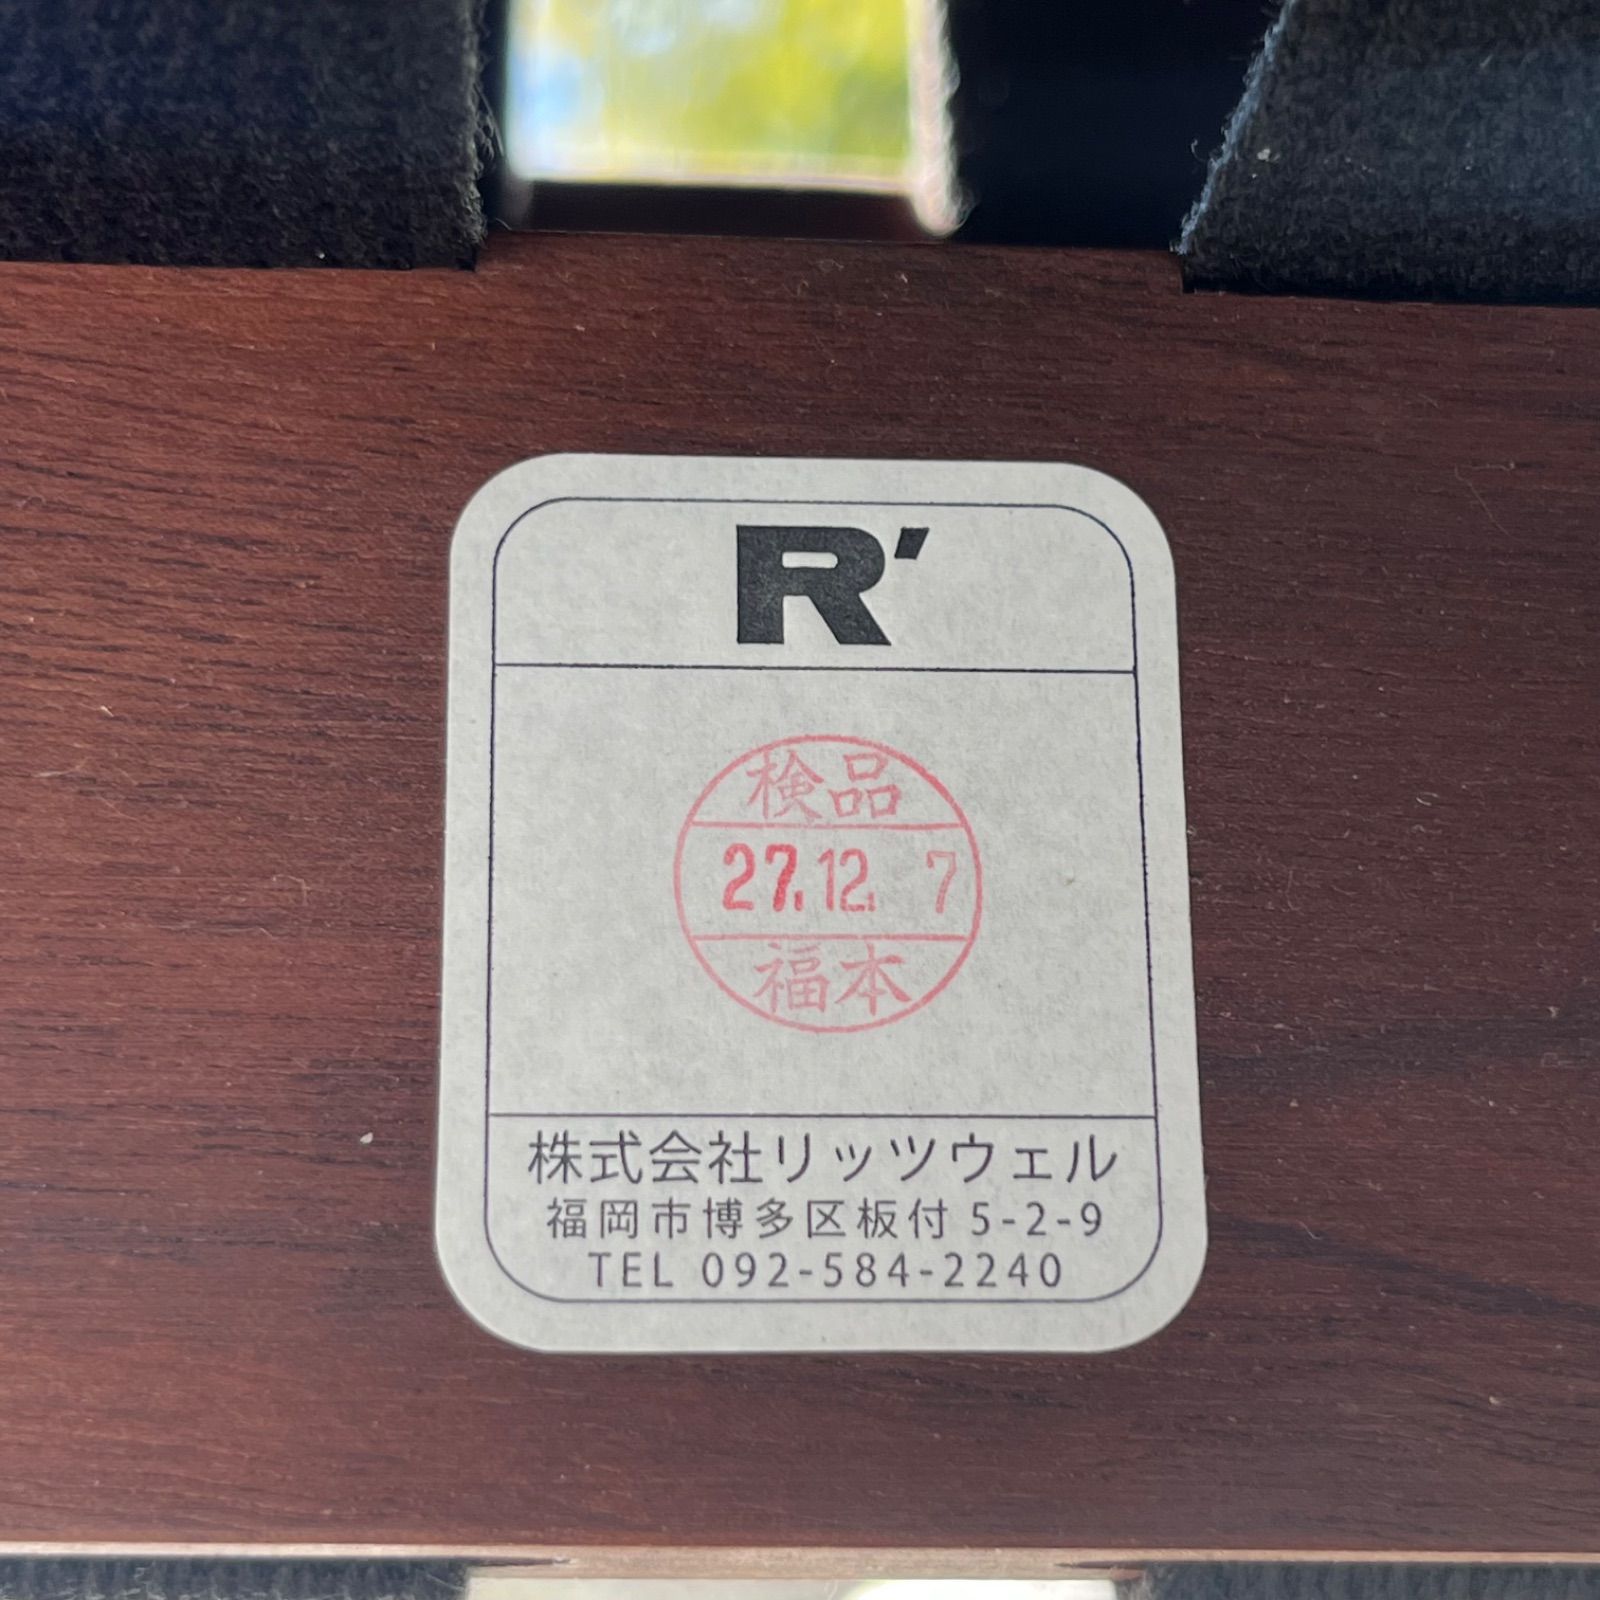 R'
検品
27.12. 7
福本
株式会社リッツウェル
福岡市博多区板付 5-2-9
TEL 092-584-2240